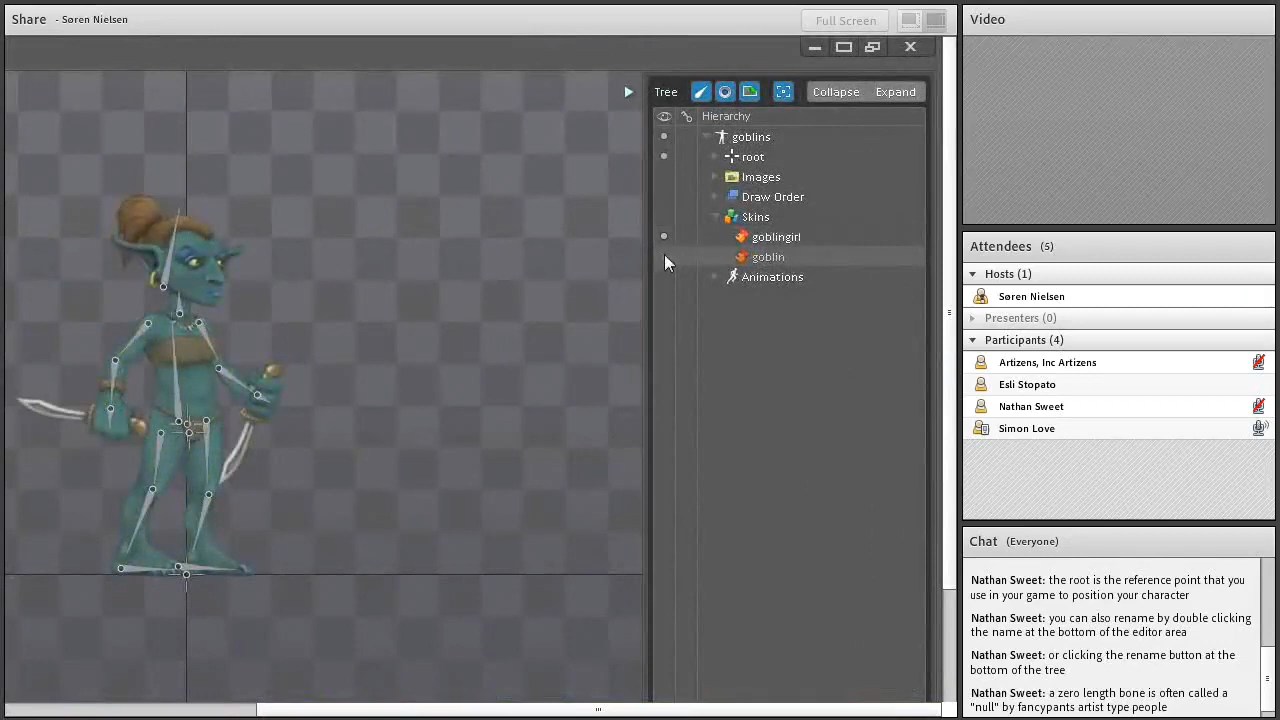 Share - Søren Nielsen
Full Screen
Video
Tree
Collapse
Expand
Hierarchy
goblins
root
Images
Draw Order
Skins
goblingirl
goblin
Animations
Attendees (5)
Hosts (1)
Søren Nielsen
Presenters (0)
Participants (4)
Artizens, Inc Artizens
Esli Stopato
Nathan Sweet
Simon Love
Chat (Everyone)
Nathan Sweet: the root is the reference point that you
use in your game to position your character
Nathan Sweet: you can also rename by double clicking
the name at the bottom of the editor area
Nathan Sweet: or clicking the rename button at the
bottom of the tree
Nathan Sweet: a zero length bone is often called a
"null" by fancypants artist type people